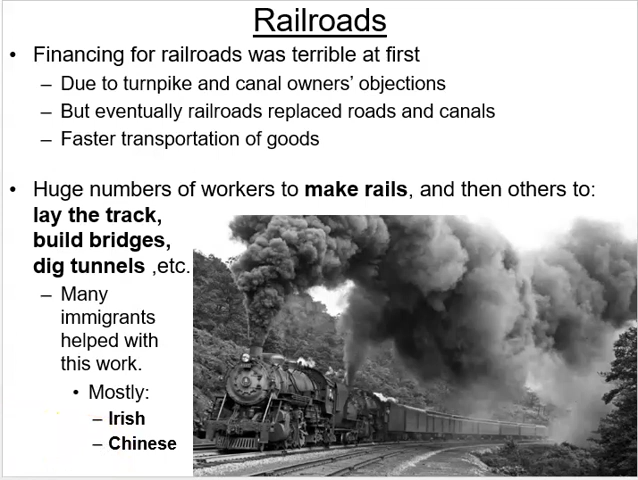 Railroads
• Financing for railroads was terrible at first
– Due to turnpike and canal owners' objections
– But eventually railroads replaced roads and canals
– Faster transportation of goods
• Huge numbers of workers to make rails, and then others to:
lay the track,
build bridges,
dig tunnels ,etc.
– Many
immigrants
helped with
this work.
• Mostly:
– Irish
– Chinese